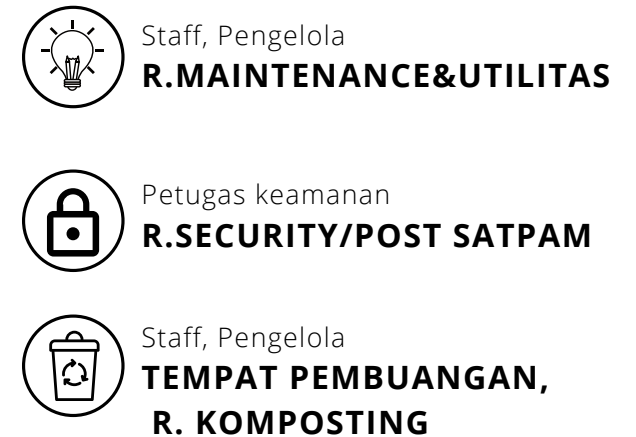 Staff, Pengelola
R.MAINTENANCE&UTILITAS
Petugas keamanan
R.SECURITY/POST SATPAM
Staff, Pengelola
TEMPAT PEMBUANGAN,
R. KOMPOSTING